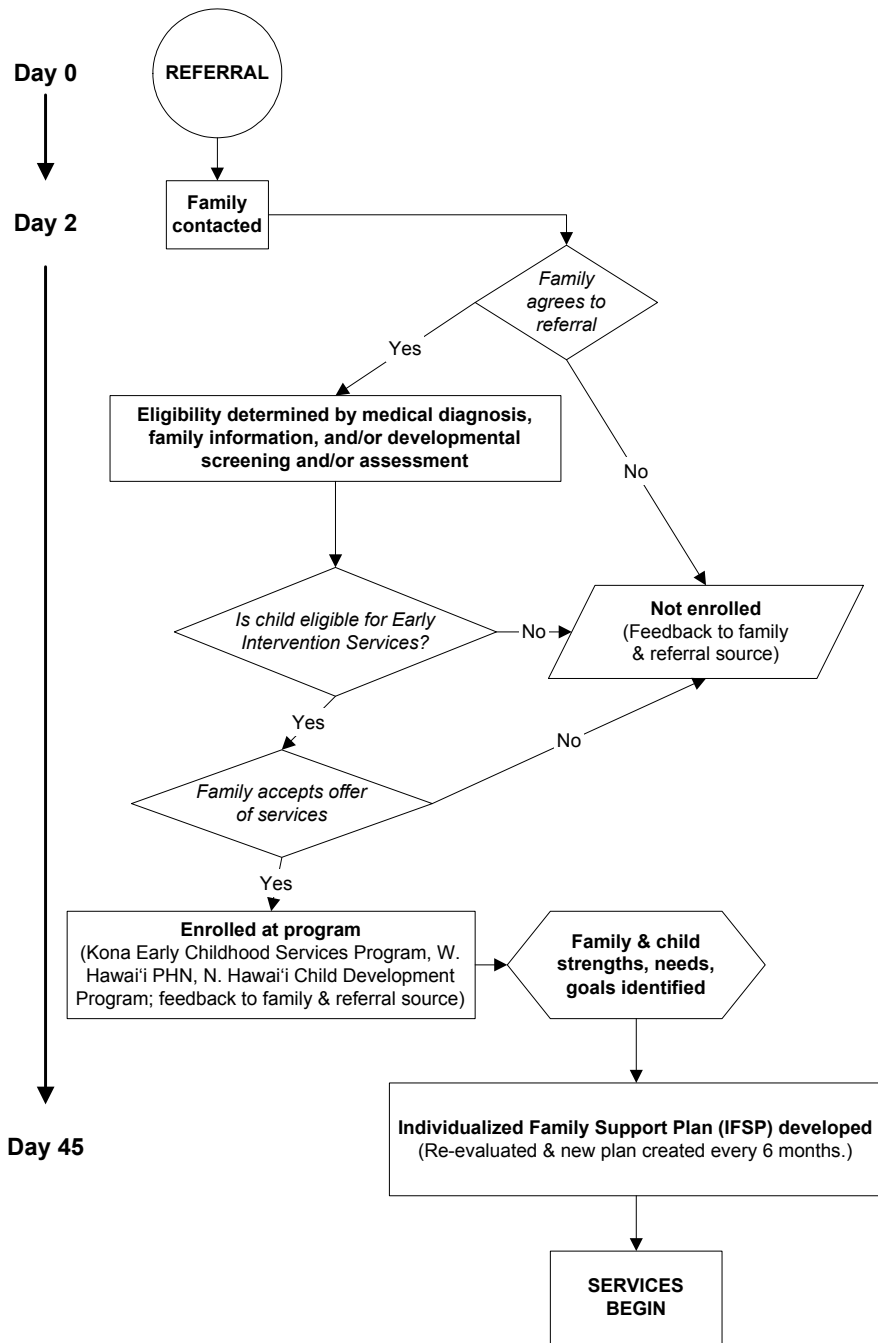 Day 0
REFERRAL
Day 2
Family
contacted
Family
agrees to
referral
Yes
No
Eligibility determined by medical diagnosis,
family information, and/or developmental
screening and/or assessment
Is child eligible for Early
Intervention Services?
No
Not enrolled
(Feedback to family
& referral source)
Yes
No
Family accepts offer
of services
Yes
Enrolled at program
(Kona Early Childhood Services Program, W.
Hawai‘i PHN, N. Hawai‘i Child Development
Program; feedback to family & referral source)
Family & child
strengths, needs,
goals identified
Day 45
Individualized Family Support Plan (IFSP) developed
(Re-evaluated & new plan created every 6 months.)
SERVICES
BEGIN